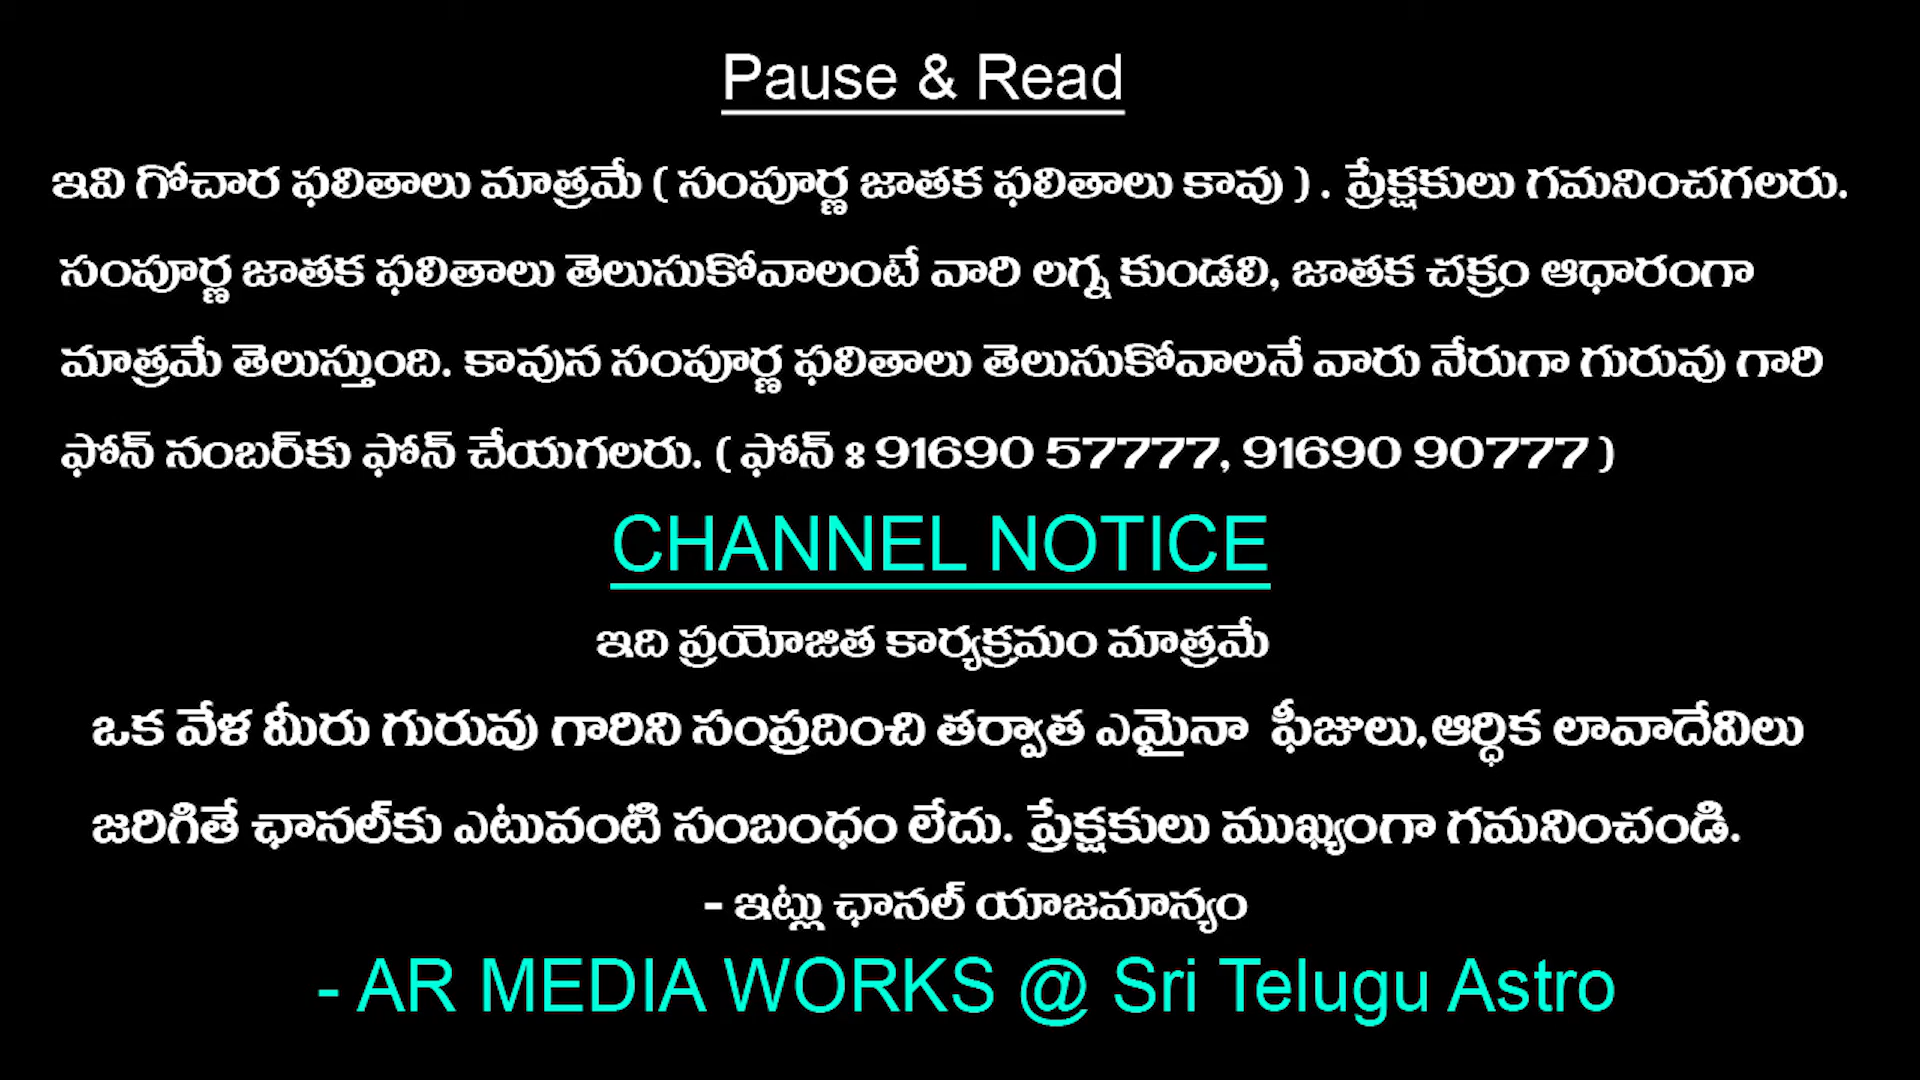 Pause & Read
ఇవి గోచార ఫలితాలు మాత్రమే ( సంపూర్ణ జాతక ఫలితాలు కావు ) . ప్రేక్షకులు గమనించగలరు.
సంపూర్ణ జాతక ఫలితాలు తెలుసుకోవాలంటే వారి లగ్న కుండలి, జాతక చక్రం ఆధారంగా
మాత్రమే తెలుస్తుంది. కావున సంపూర్ణ ఫలితాలు తెలుసుకోవాలనే వారు నేరుగా గురువు గారి
ఫోన్ నంబర్‌కు ఫోన్ చేయగలరు. ( ఫోన్ : 91690 57777, 91690 90777 )
CHANNEL NOTICE
ఇది ప్రయోజిత కార్యక్రమం మాత్రమే
ఒక వేళ మీరు గురువు గారిని సంప్రదించి తర్వాత ఎమైనా ఫీజులు,ఆర్ధిక లావాదేవిలు
జరిగితే ఛానల్‌కు ఎటువంటి సంబంధం లేదు. ప్రేక్షకులు ముఖ్యంగా గమనించండి.
- ఇట్లు ఛానల్ యాజమాన్యం
- AR MEDIA WORKS @ Sri Telugu Astro